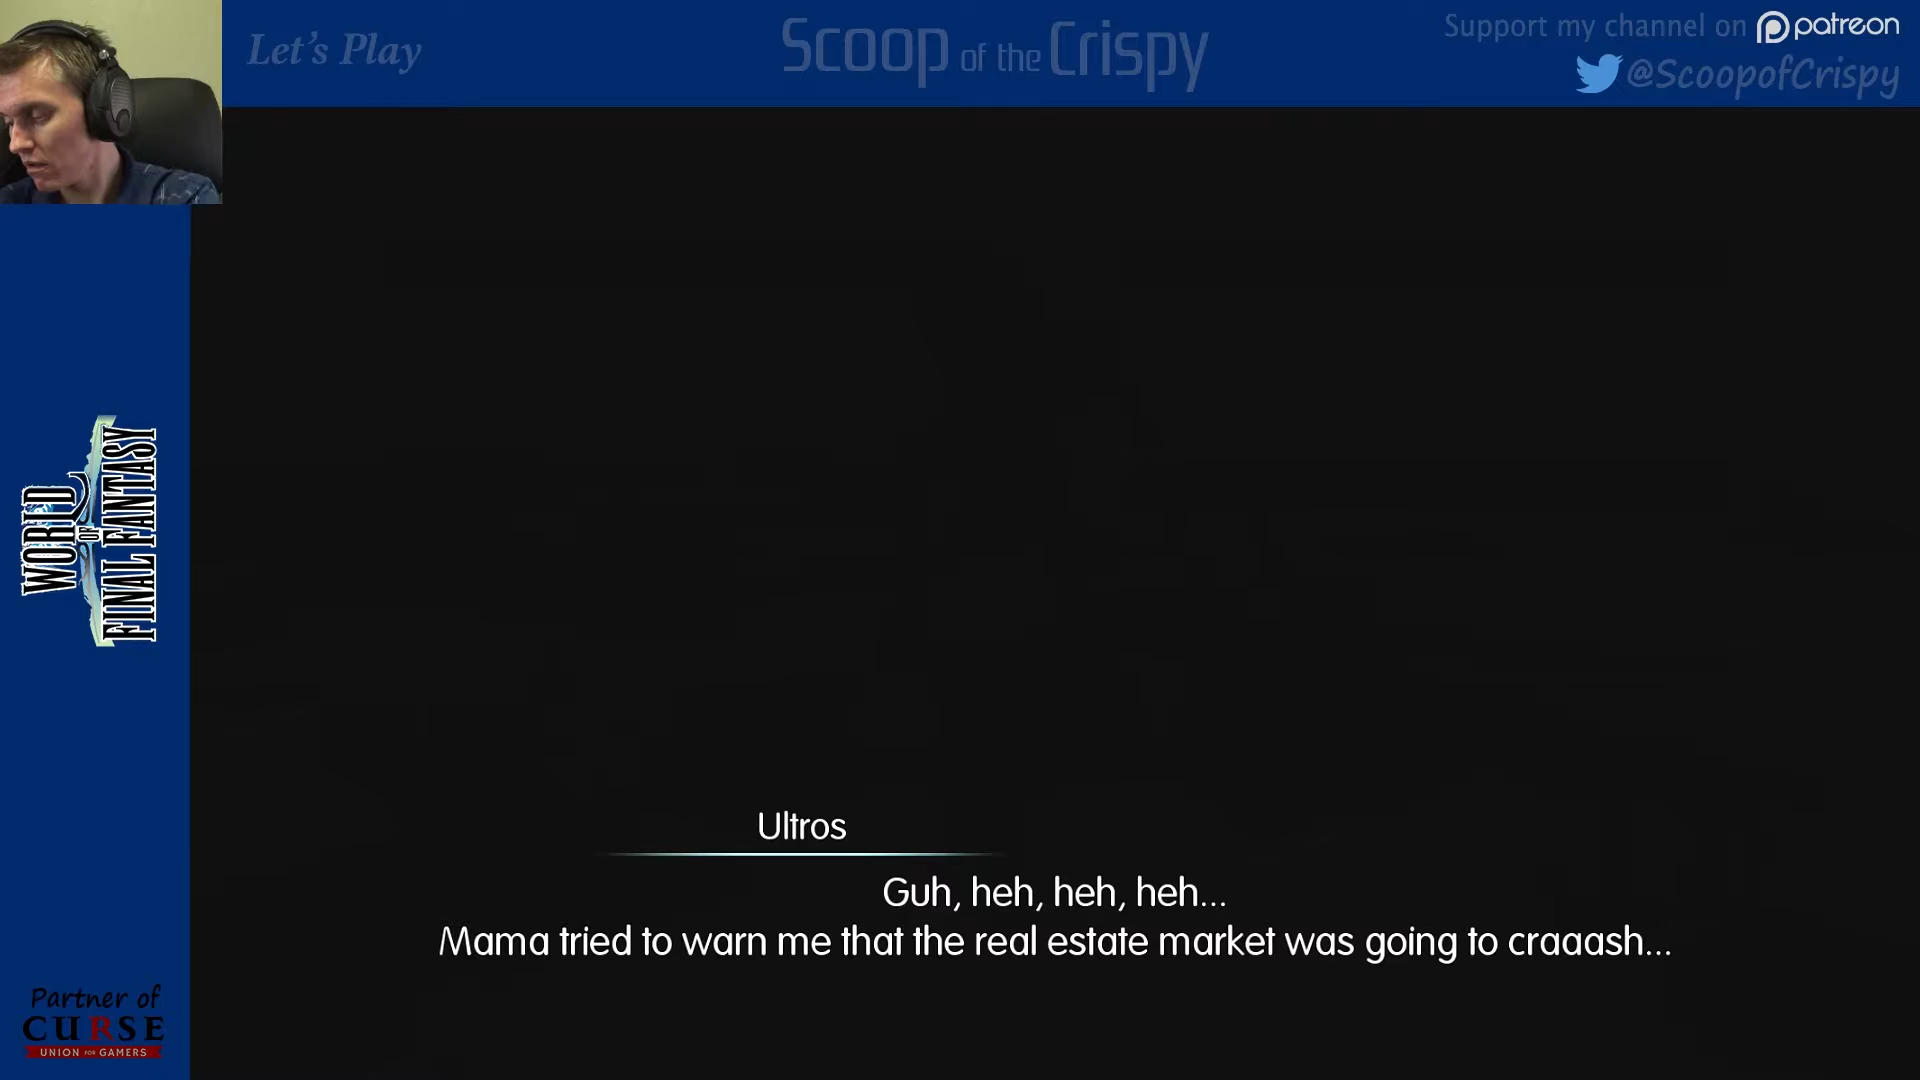 Let's Play
Scoop of the Crispy
Support my channel on patreon
@ScoopofCrispy
WORLD
OF
FINAL FANTASY
Ultros
Guh, heh, heh, heh...
Mama tried to warn me that the real estate market was going to craaash...
Partner of
CURSE
UNION FOR GAMERS